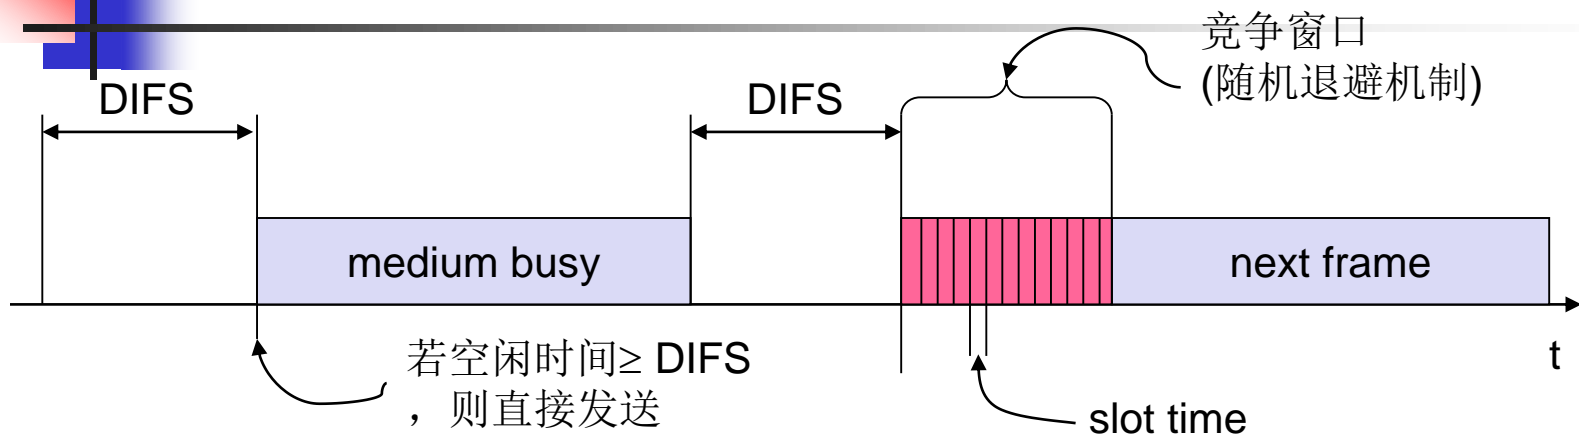 竞争窗口
(随机退避机制)
DIFS
DIFS
medium busy
next frame
若空闲时间≥ DIFS
，则直接发送
t
slot time